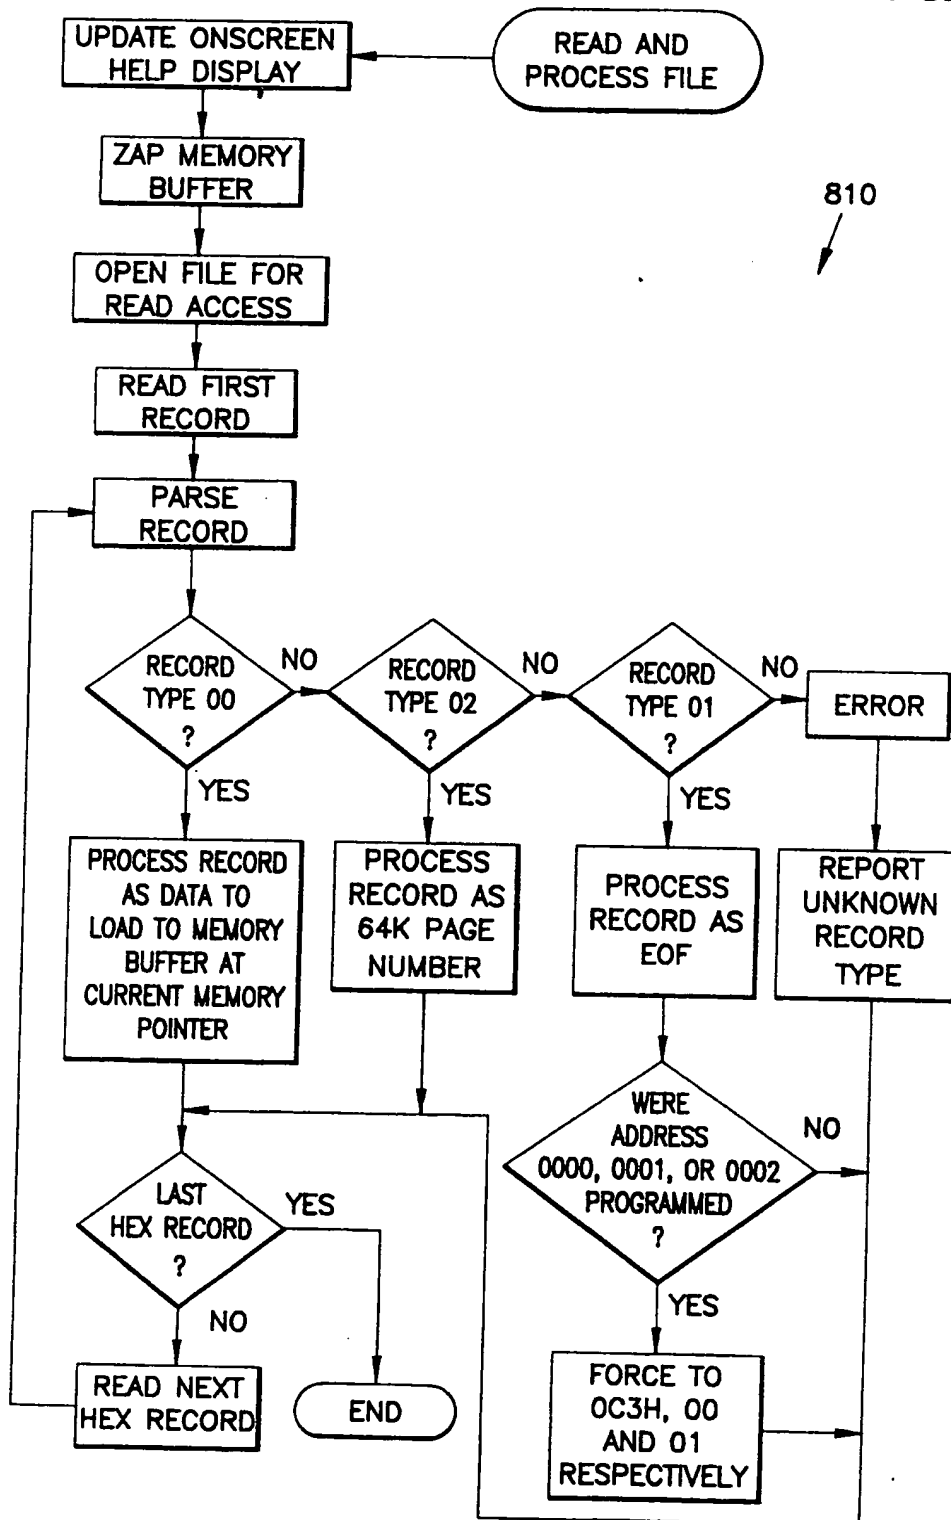 READ AND
PROCESS FILE
UPDATE ONSCREEN
HELP DISPLAY
ZAP MEMORY
BUFFER
810
OPEN FILE FOR
READ ACCESS
READ FIRST
RECORD
PARSE
RECORD
RECORD
TYPE 00
?
NO
RECORD
TYPE 02
?
NO
RECORD
TYPE 01
?
NO
ERROR
YES
YES
YES
PROCESS RECORD
AS DATA TO
LOAD TO MEMORY
BUFFER AT
CURRENT MEMORY
POINTER
PROCESS
RECORD AS
64K PAGE
NUMBER
PROCESS
RECORD AS
EOF
REPORT
UNKNOWN
RECORD
TYPE
WERE
ADDRESS
0000, 0001, OR 0002
PROGRAMMED
?
NO
YES
LAST
HEX RECORD
?
YES
NO
READ NEXT
HEX RECORD
END
FORCE TO
0C3H, 00
AND 01
RESPECTIVELY